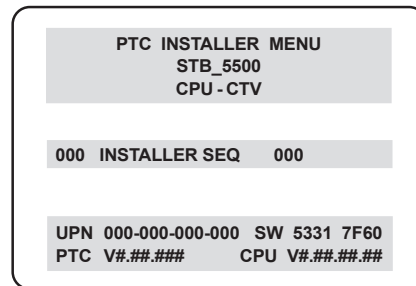 PTC INSTALLER MENU
STB_5500
CPU - CTV
000 INSTALLER SEQ 000
UPN 000-000-000-000 SW 5331 7F60
PTC V#.##.### CPU V#.##.##.##